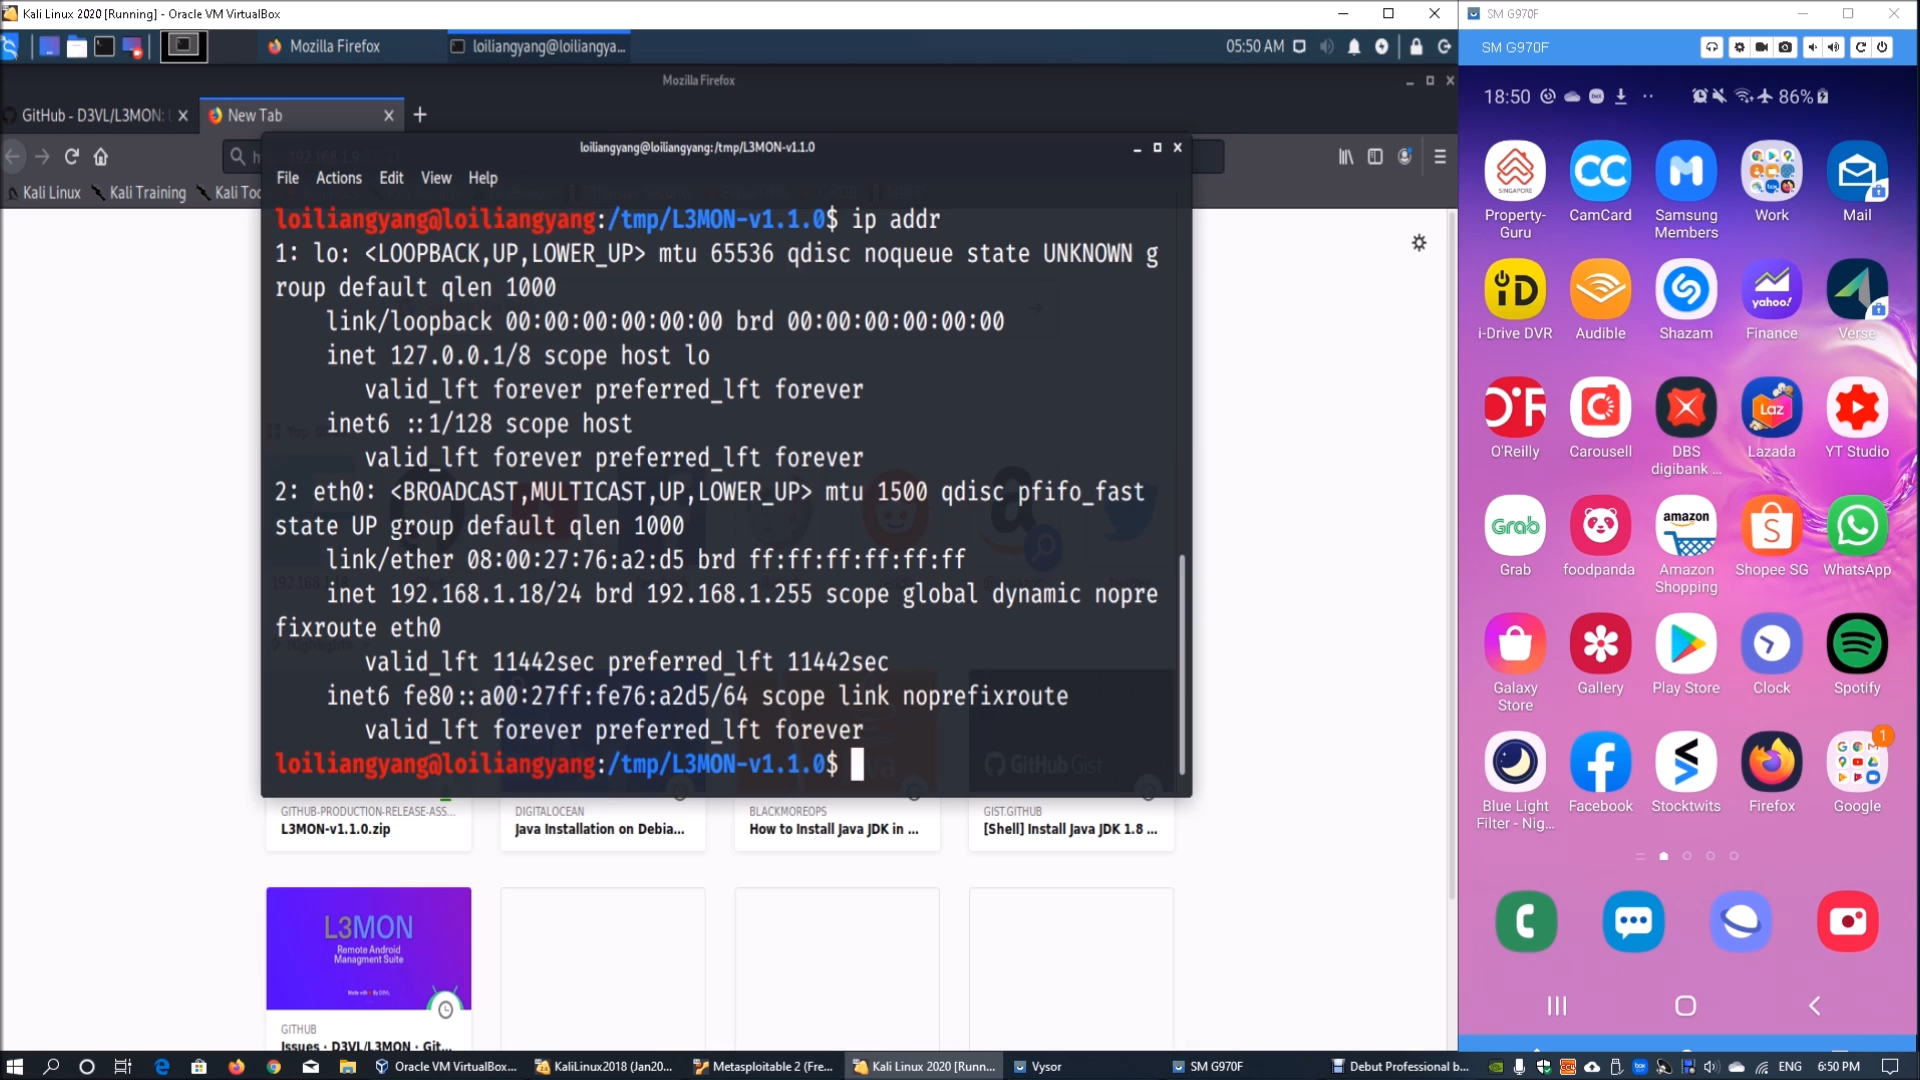 Kali Linux 2020 [Running] - Oracle VM VirtualBox
SM G970F
Mozilla Firefox
loiliangyang@loiliangya...
05:50 AM
SM G970F
Mozilla Firefox
GitHub - D3VL/L3MON:
New Tab
18:50
86%
Kali Linux
Kali Training
Kali Too
loiliangyang@loiliangyang:/tmp/L3MON-v1.1.0
File Actions Edit View Help
loiliangyang@loiliangyang:/tmp/L3MON-v1.1.0$ ip addr
1: lo: <LOOPBACK,UP,LOWER_UP> mtu 65536 qdisc noqueue state UNKNOWN g
roup default qlen 1000
link/loopback 00:00:00:00:00:00 brd 00:00:00:00:00:00
inet 127.0.0.1/8 scope host lo
valid_lft forever preferred_lft forever
inet6 ::1/128 scope host
valid_lft forever preferred_lft forever
2: eth0: <BROADCAST,MULTICAST,UP,LOWER_UP> mtu 1500 qdisc pfifo_fast
state UP group default qlen 1000
link/ether 08:00:27:76:a2:d5 brd ff:ff:ff:ff:ff:ff
inet 192.168.1.18/24 brd 192.168.1.255 scope global dynamic nopre
fixroute eth0
valid_lft 11442sec preferred_lft 11442sec
inet6 fe80::a00:27ff:fe76:a2d5/64 scope link noprefixroute
valid_lft forever preferred_lft forever
loiliangyang@loiliangyang:/tmp/L3MON-v1.1.0$
GitHub Gist
GITHUB-PRODUCTION-RELEASE-ASS...
L3MON-v1.1.0.zip
DIGITALOCEAN
Java Installation on Debia...
BLACKMOREOPS
How to Install Java JDK in ...
GIST.GITHUB
[Shell] Install Java JDK 1.8 ...
L3MON
Remote Android
Managment Suite
GITHUB
Issues · D3VL/L3MON · Git...
SINGAPORE
Property-
Guru
CC
CamCard
M
Samsung
Members
Work
Mail
iD
i-Drive DVR
Audible
Shazam
yahoo!
Finance
Verse
O'R
O'Reilly
Carousell
DBS
digibank ...
Laz
Lazada
YT Studio
Grab
Grab
foodpanda
amazon
Amazon
Shopping
S
Shopee SG
WhatsApp
Galaxy
Store
Gallery
Play Store
Clock
Spotify
Blue Light
Filter - Nig...
Facebook
Stocktwits
Firefox
1
Google
Oracle VM VirtualBox...
KaliLinux2018 (Jan20...
Metasploitable 2 (Fre...
Kali Linux 2020 [Runn...
Vysor
SM G970F
Debut Professional b...
ENG
6:50 PM